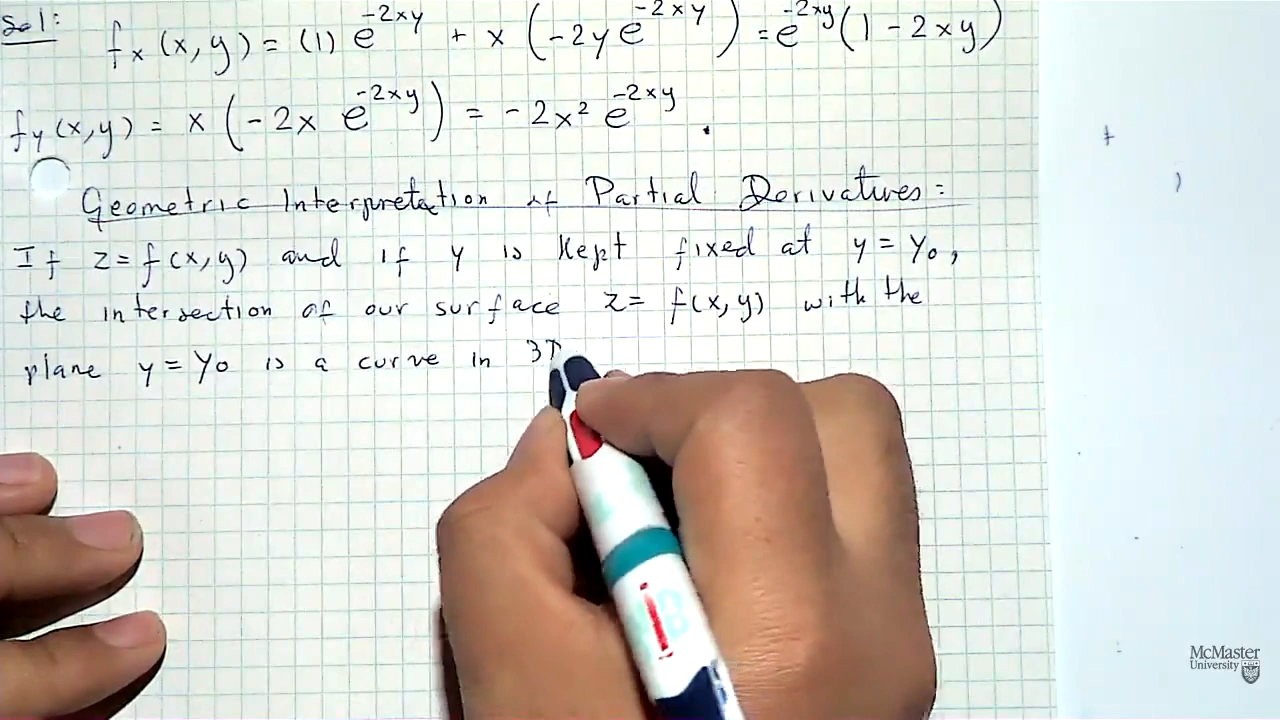 Sol:
fx (x, y) = (1) e^-2xy + x (-2y e^-2xy) = e^-2xy (1 - 2xy)
fy (x,y) = x (-2x e^-2xy) = -2x² e^-2xy .
Geometric Interpretation of Partial Derivatives:
If z = f(x,y) and if y is kept fixed at y = y₀,
the intersection of our surface z = f(x, y) with the
plane y = y₀ is a curve in 3D
McMaster
University